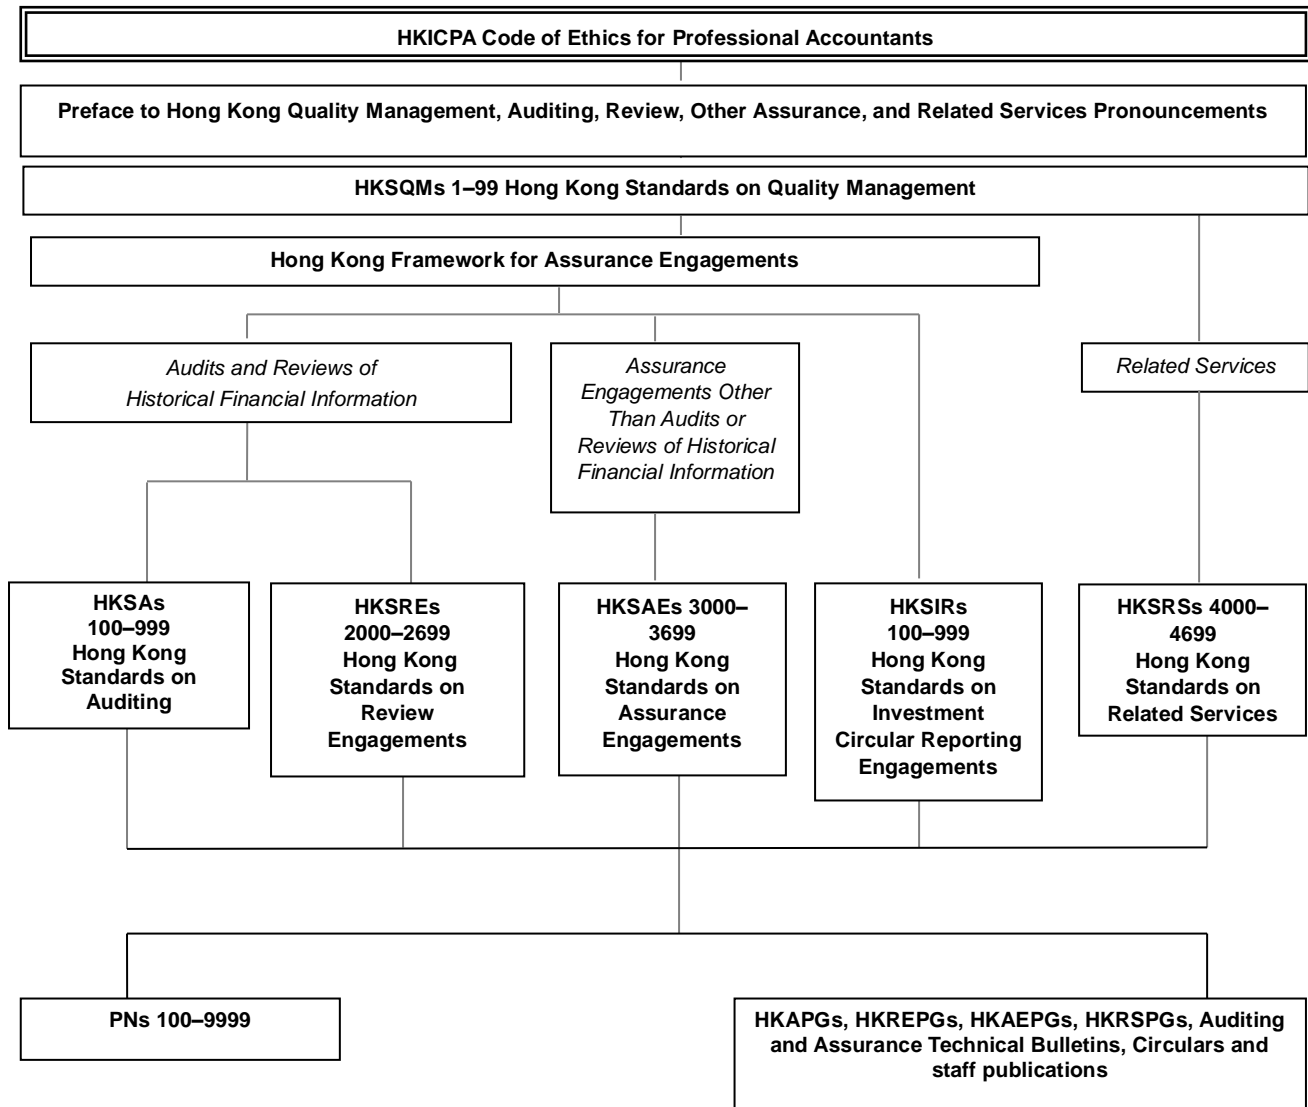 HKICPA Code of Ethics for Professional Accountants
Preface to Hong Kong Quality Management, Auditing, Review, Other Assurance, and Related Services Pronouncements
HKSQMs 1–99 Hong Kong Standards on Quality Management
Hong Kong Framework for Assurance Engagements
Audits and Reviews of
Historical Financial Information
Assurance
Engagements Other
Than Audits or
Reviews of Historical
Financial Information
Related Services
HKSAs
100–999
Hong Kong
Standards on
Auditing
HKSREs
2000–2699
Hong Kong
Standards on
Review
Engagements
HKSAEs 3000–
3699
Hong Kong
Standards on
Assurance
Engagements
HKSIRs
100–999
Hong Kong
Standards on
Investment
Circular Reporting
Engagements
HKSRSs 4000–
4699
Hong Kong
Standards on
Related Services
PNs 100–9999
HKAPGs, HKREPGs, HKAEPGs, HKRSPGs, Auditing
and Assurance Technical Bulletins, Circulars and
staff publications